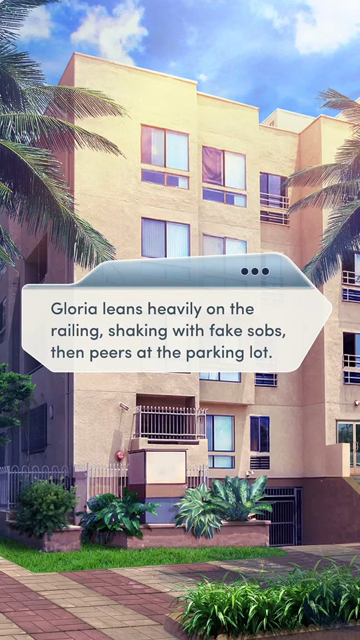 Gloria leans heavily on the
railing, shaking with fake sobs,
then peers at the parking lot.